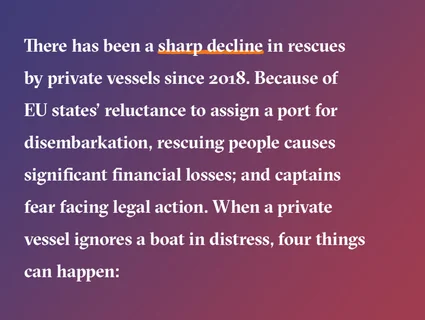 There has been a sharp decline in rescues
by private vessels since 2018. Because of
EU states’ reluctance to assign a port for
disembarkation, rescuing people causes
significant financial losses; and captains
fear facing legal action. When a private
vessel ignores a boat in distress, four things
can happen: